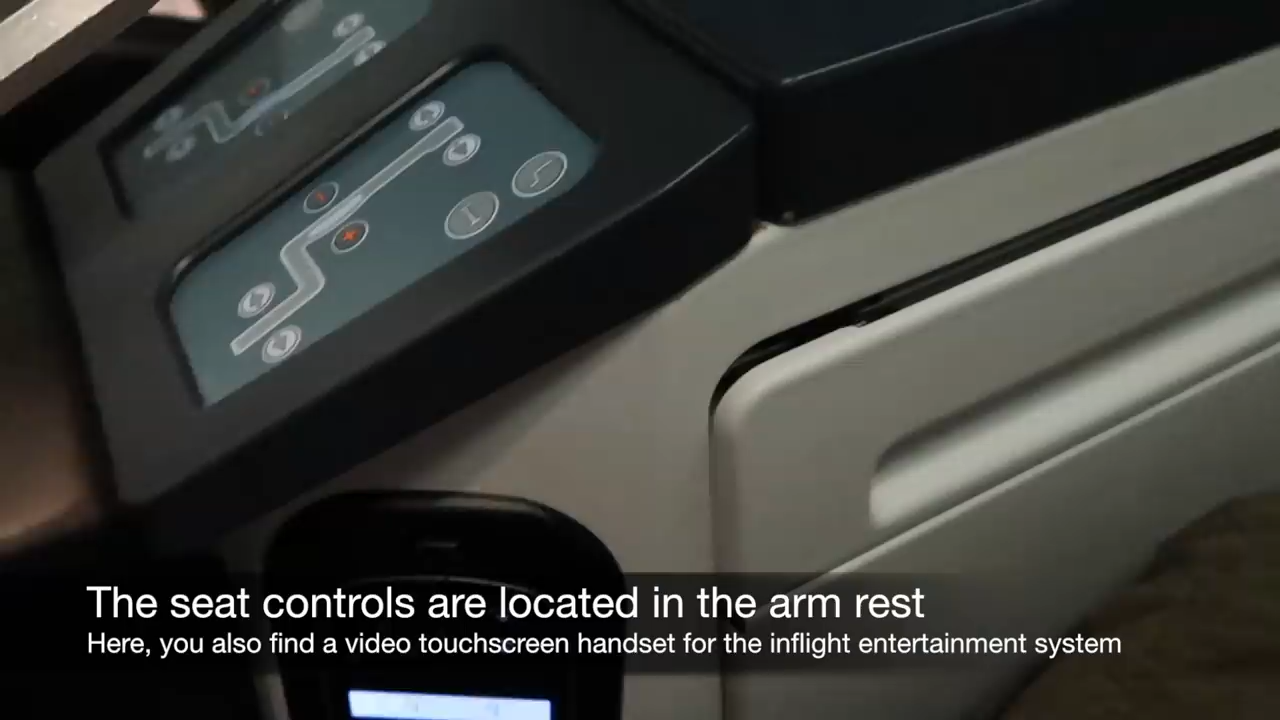 The seat controls are located in the arm rest
Here, you also find a video touchscreen handset for the inflight entertainment system